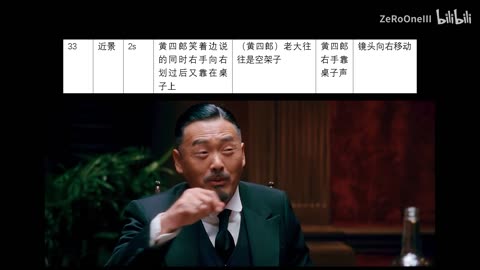 ZeRoOneIII bilibili
33 近景 2s 黄四郎笑着边说 （黄四郎）老大往 黄四郎 镜头向右移动
的同时右手向右 往是空架子 右手靠
划过后又靠在桌 桌子声
子上